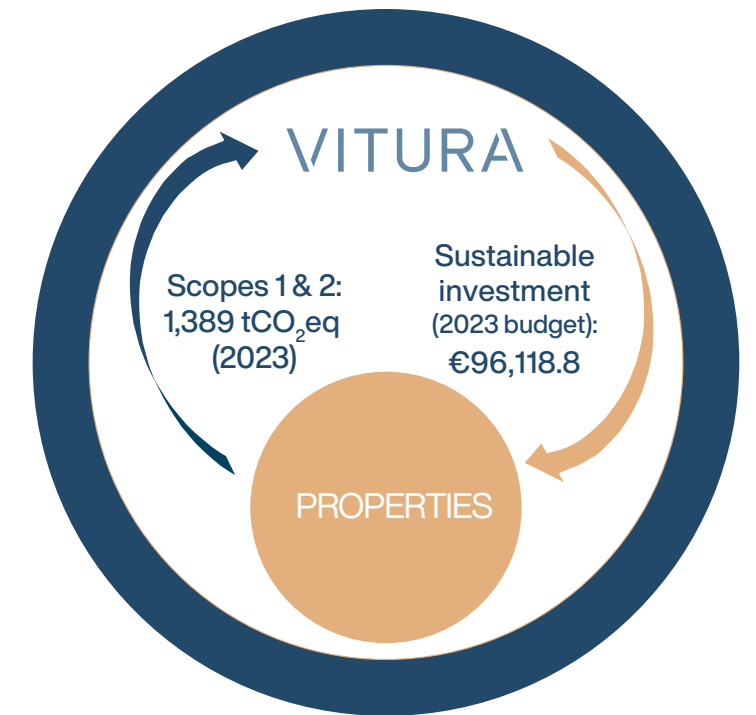 VITURA
Scopes 1 & 2:
1,389 tCO₂eq
(2023)
Sustainable
investment
(2023 budget):
€96,118.8
PROPERTIES